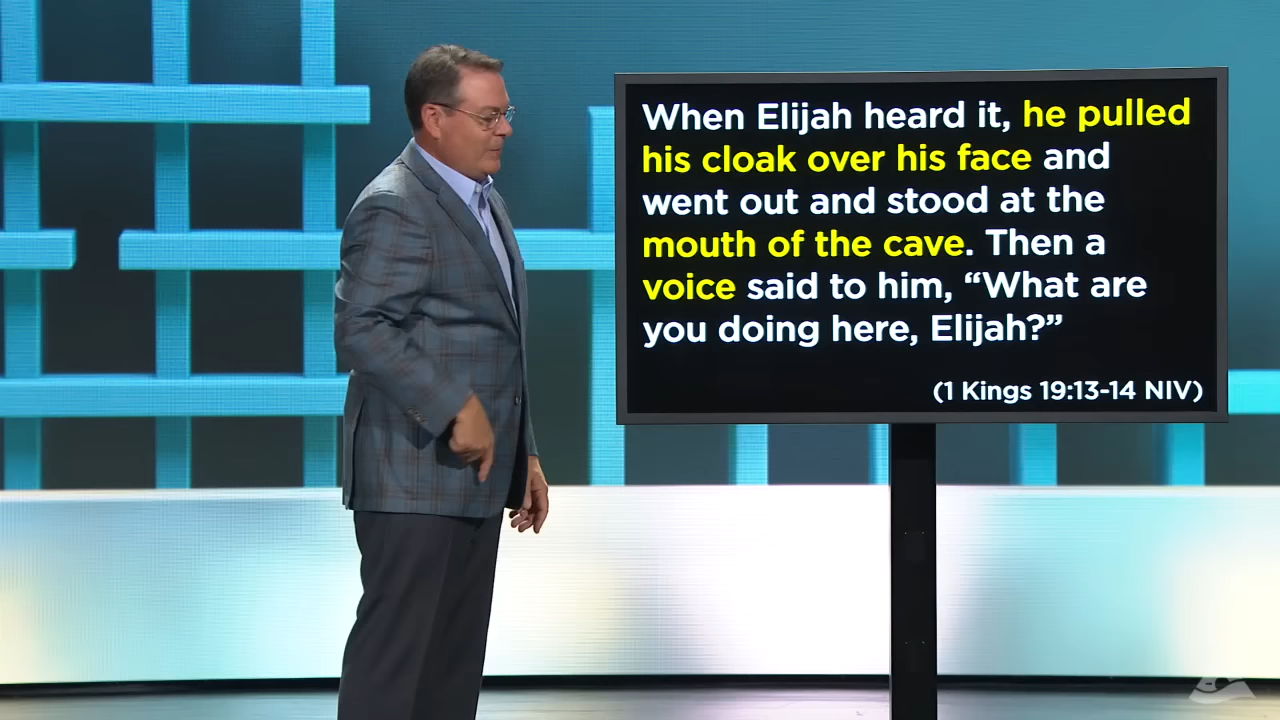 When Elijah heard it, he pulled
his cloak over his face and
went out and stood at the
mouth of the cave. Then a
voice said to him, “What are
you doing here, Elijah?”
(1 Kings 19:13-14 NIV)